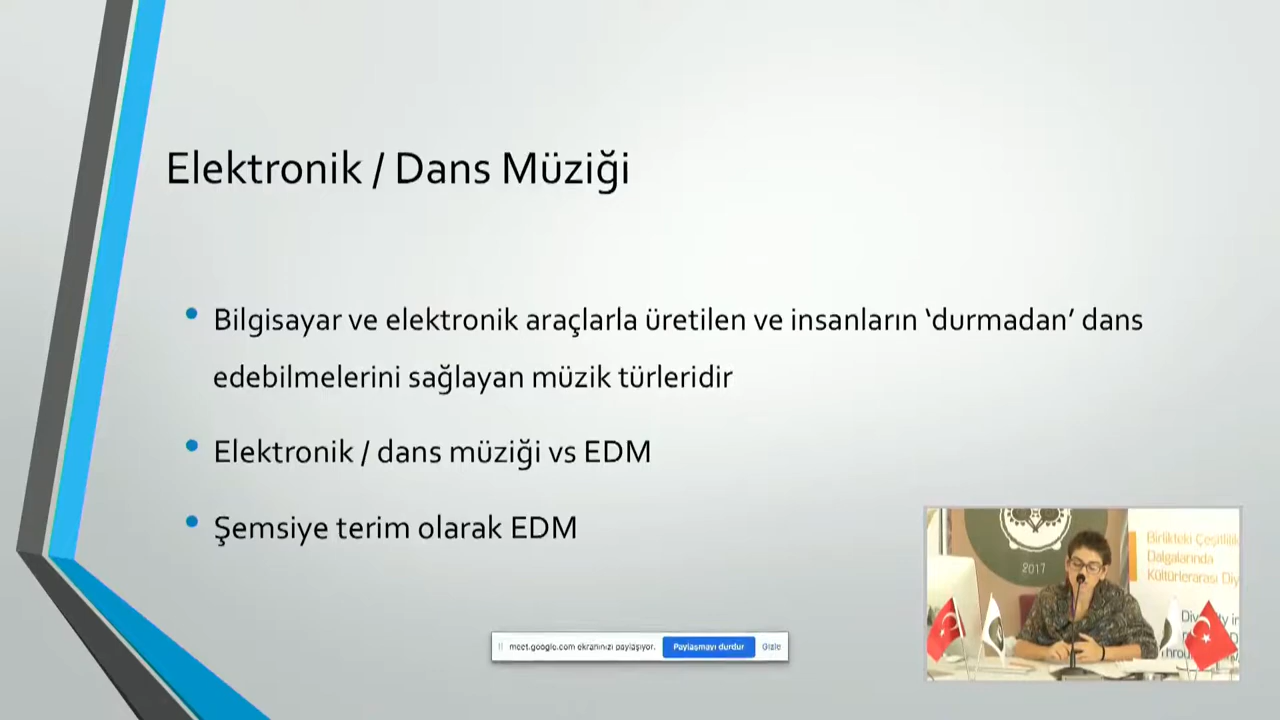 Elektronik / Dans Müziği
• Bilgisayar ve elektronik araçlarla üretilen ve insanların ‘durmadan’ dans
edebilmelerini sağlayan müzik türleridir
• Elektronik / dans müziği vs EDM
• Şemsiye terim olarak EDM
2017
Birlikteki Çeşitlilik
Dalgalarında
Kültürlerarası Diy
meet.google.com ekranınızı paylaşıyor. Paylaşmayı durdur Gizle